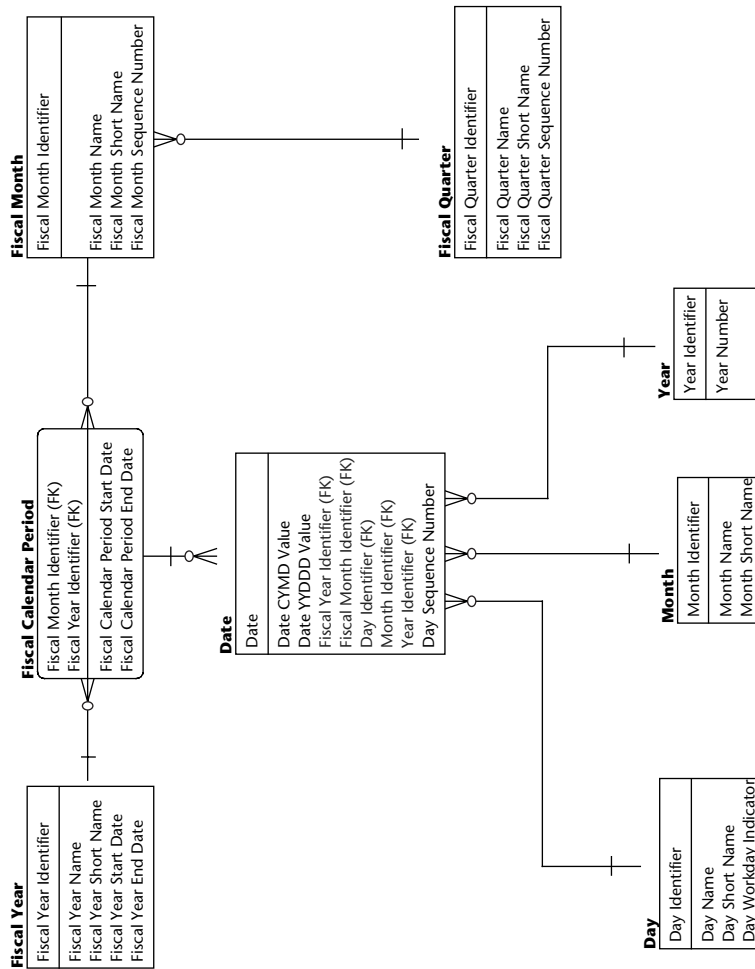 Fiscal Year
Fiscal Year Identifier
Fiscal Year Name
Fiscal Year Short Name
Fiscal Year Start Date
Fiscal Year End Date
Fiscal Calendar Period
Fiscal Month Identifier (FK)
Fiscal Year Identifier (FK)
Fiscal Calendar Period Start Date
Fiscal Calendar Period End Date
Fiscal Month
Fiscal Month Identifier
Fiscal Month Name
Fiscal Month Short Name
Fiscal Month Sequence Number
Date
Date
Date CYMD Value
Date YYDDD Value
Fiscal Year Identifier (FK)
Fiscal Month Identifier (FK)
Day Identifier (FK)
Month Identifier (FK)
Year Identifier (FK)
Day Sequence Number
Fiscal Quarter
Fiscal Quarter Identifier
Fiscal Quarter Name
Fiscal Quarter Short Name
Fiscal Quarter Sequence Number
Day
Day Identifier
Day Name
Day Short Name
Day Workday Indicator
Month
Month Identifier
Month Name
Month Short Name
Year
Year Identifier
Year Number